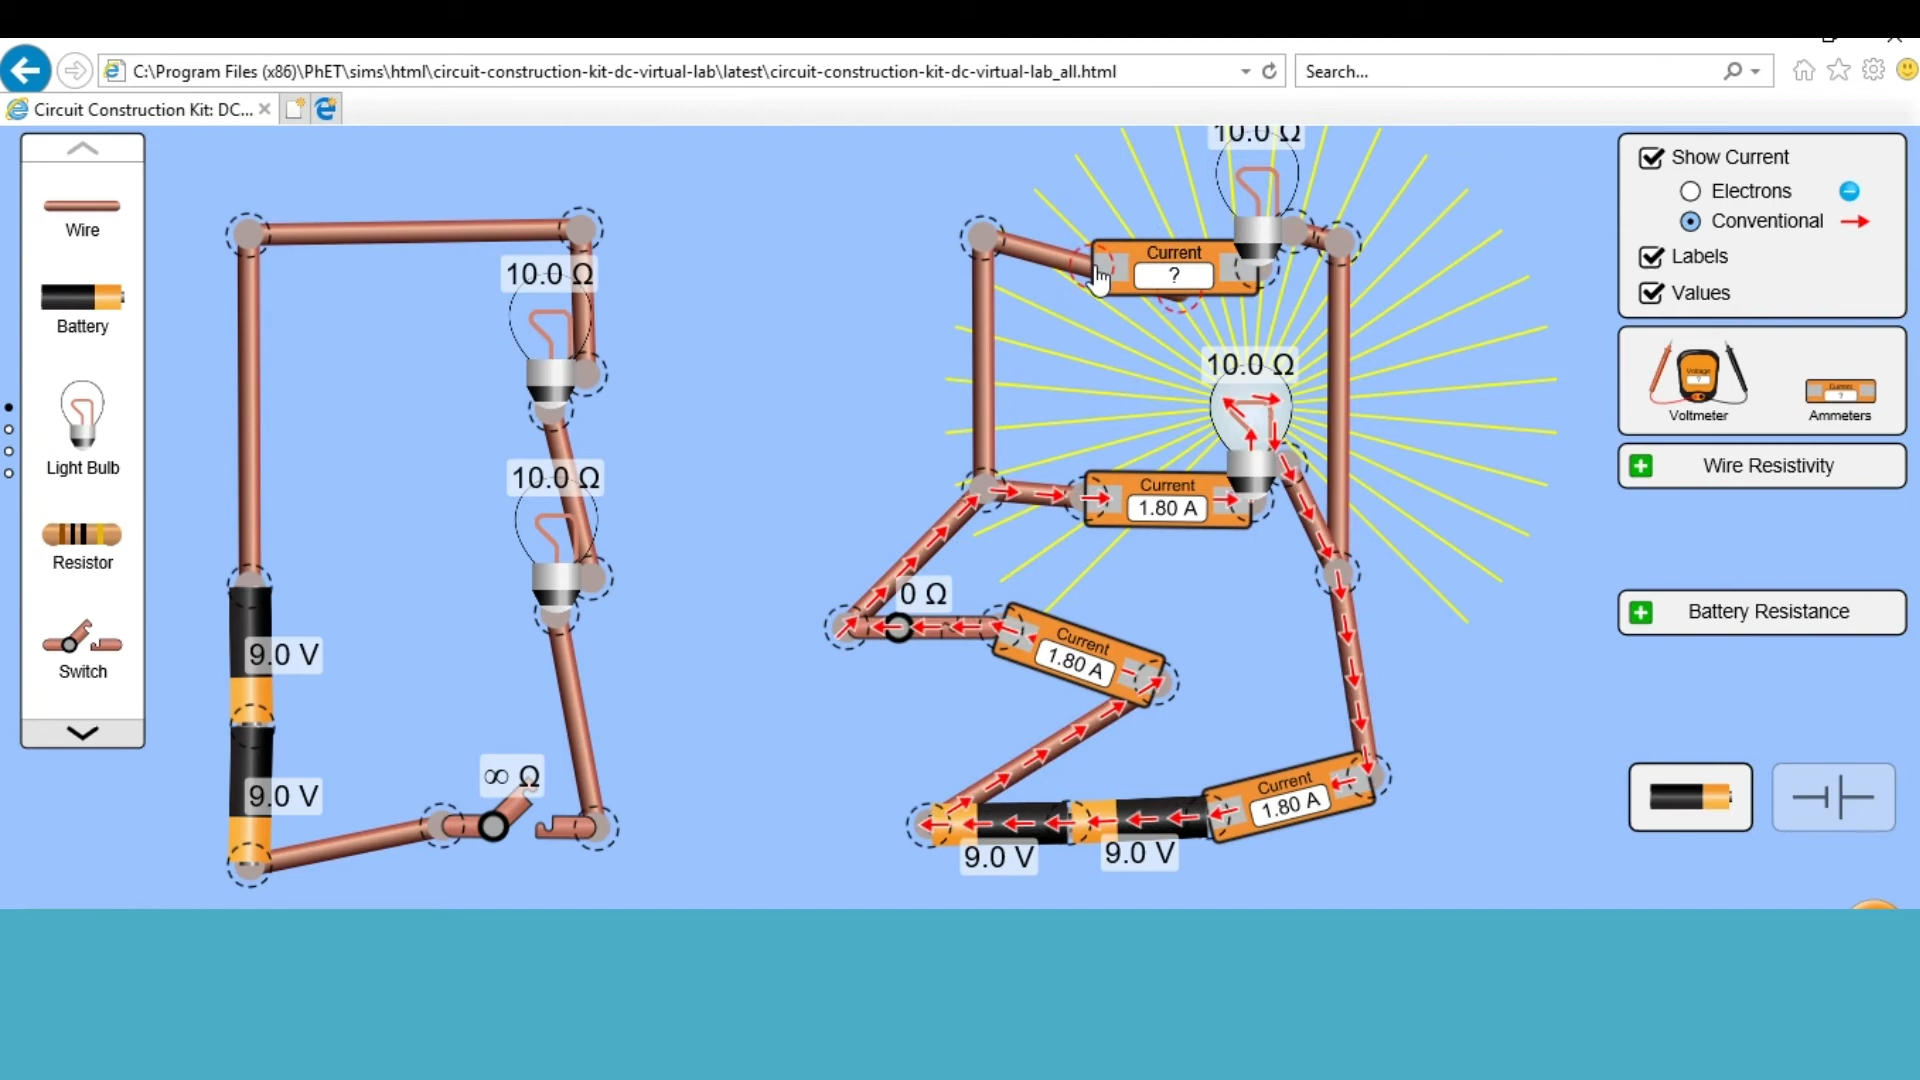 C:\Program Files (x86)\PhET\sims\html\circuit-construction-kit-dc-virtual-lab\latest\circuit-construction-kit-dc-virtual-lab_all.html
Search...
Circuit Construction Kit: DC...
Wire
Battery
Light Bulb
Resistor
Switch
10.0 Ω
10.0 Ω
9.0 V
9.0 V
∞ Ω
10.0 Ω
Current
?
10.0 Ω
Current
1.80 A
0 Ω
Current
1.80 A
Current
1.80 A
9.0 V
9.0 V
Show Current
Electrons
Conventional
Labels
Values
Voltage
?
Voltmeter
Current
?
Ammeters
Wire Resistivity
Battery Resistance